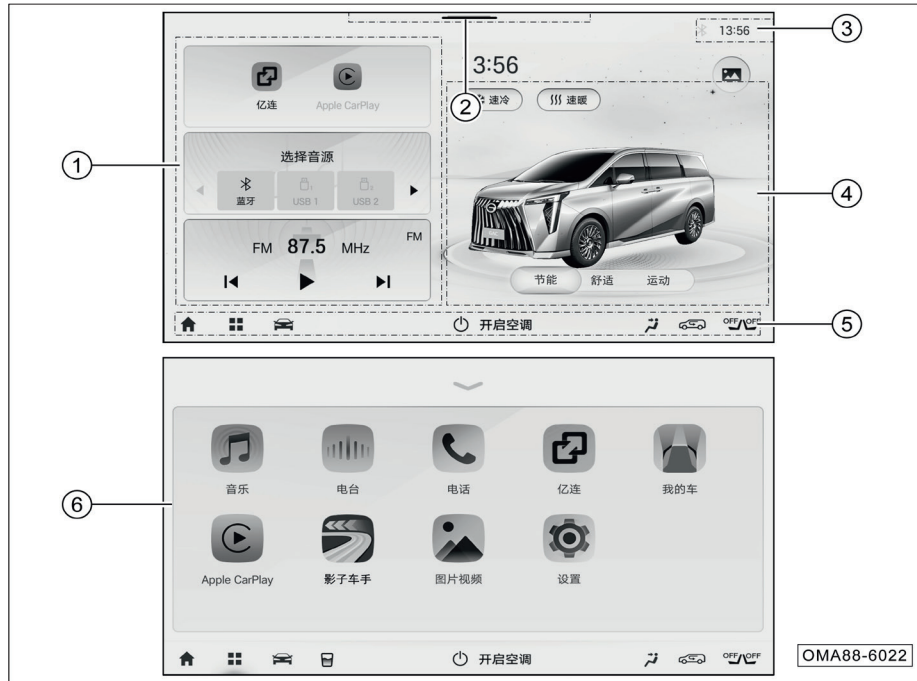 13:56
③
②
3:56
速冷
速暖
亿连
Apple CarPlay
①
选择音源
蓝牙
USB 1
USB 2
④
FM 87.5 MHz
FM
节能
舒适
运动
开启空调
OFF OFF
⑤
⑥
音乐
电台
电话
亿连
我的车
Apple CarPlay
影子车手
图片视频
设置
开启空调
OFF OFF
OMA88-6022